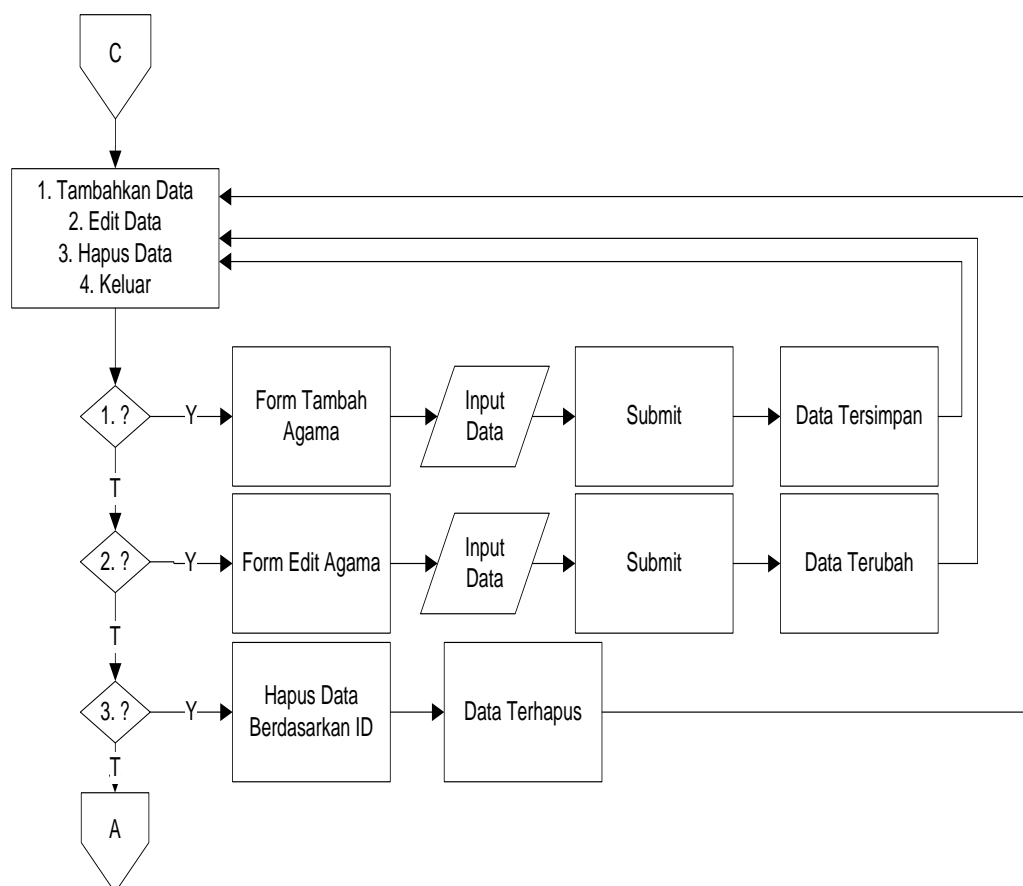 C
1. Tambahkan Data
2. Edit Data
3. Hapus Data
4. Keluar
1. ?
Y
Form Tambah
Agama
Input
Data
Submit
Data Tersimpan
T
2. ?
Y
Form Edit Agama
Input
Data
Submit
Data Terubah
T
3. ?
Y
Hapus Data
Berdasarkan ID
Data Terhapus
T
A